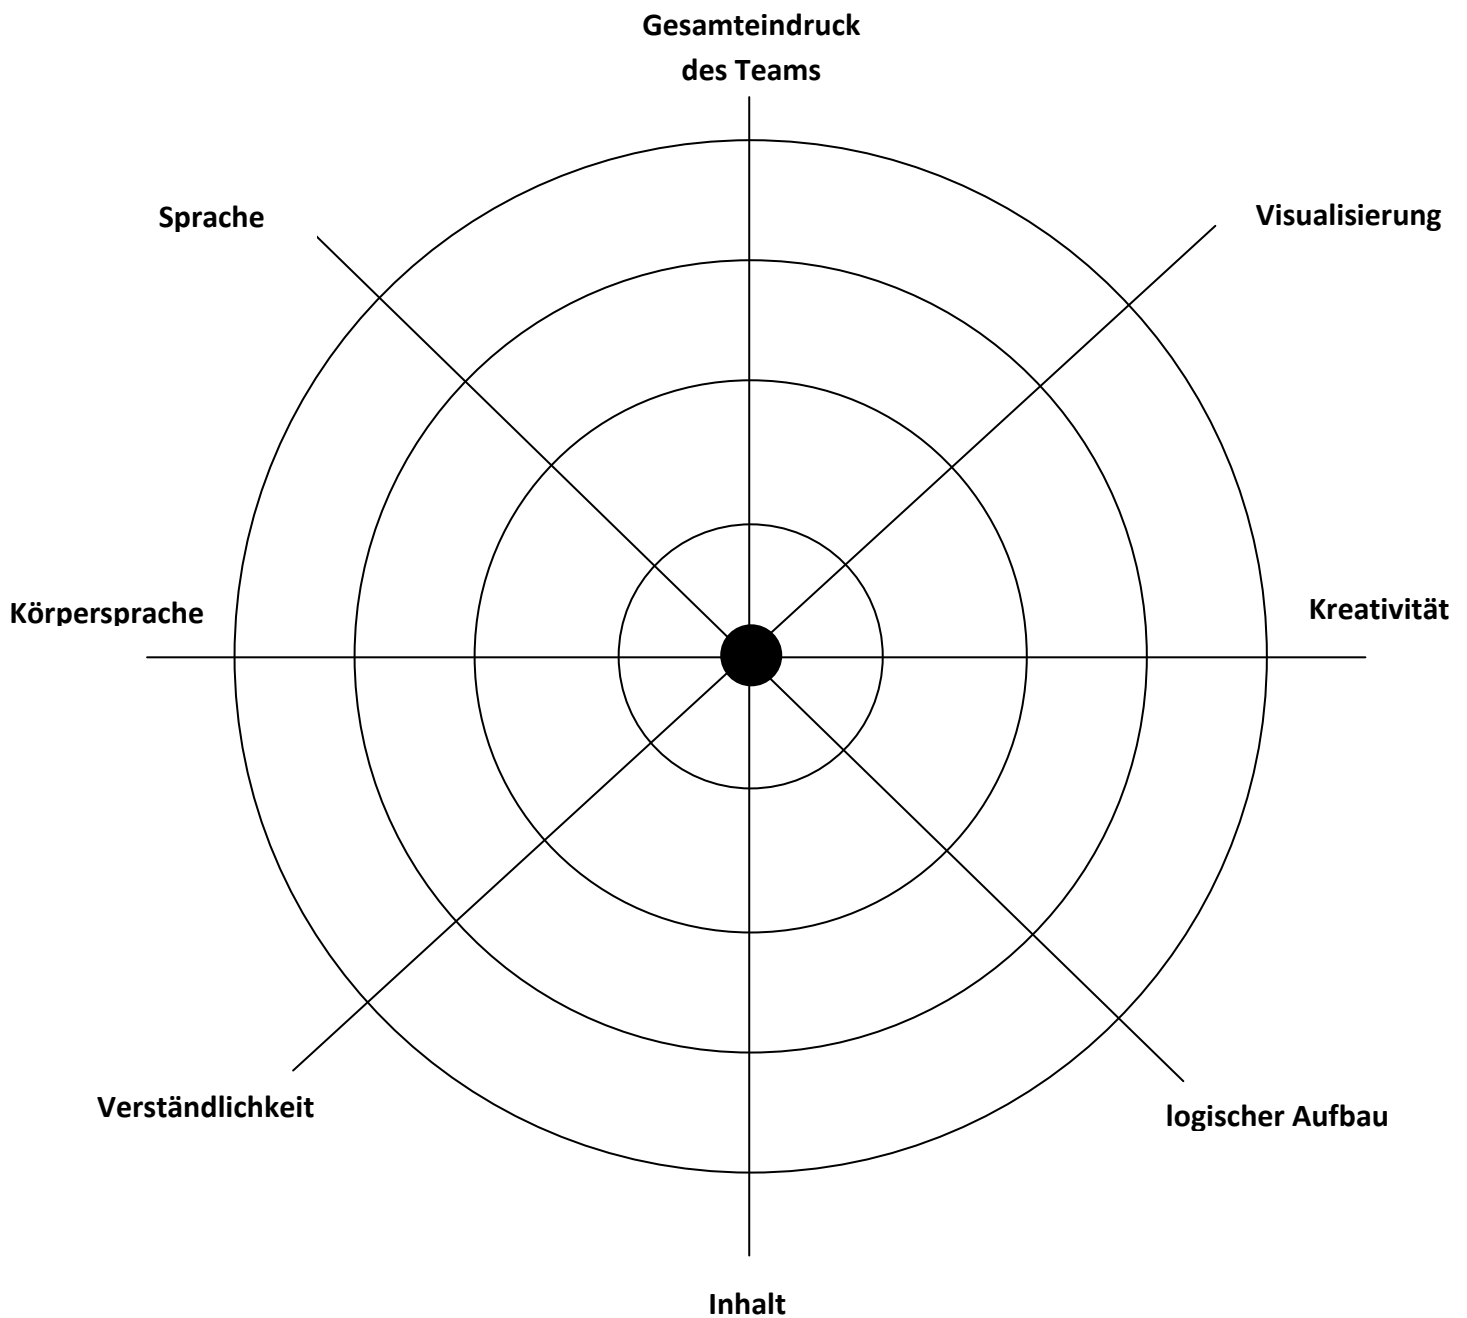 Gesamteindruck
des Teams
Sprache
Visualisierung
Körpersprache
Kreativität
Verständlichkeit
logischer Aufbau
Inhalt